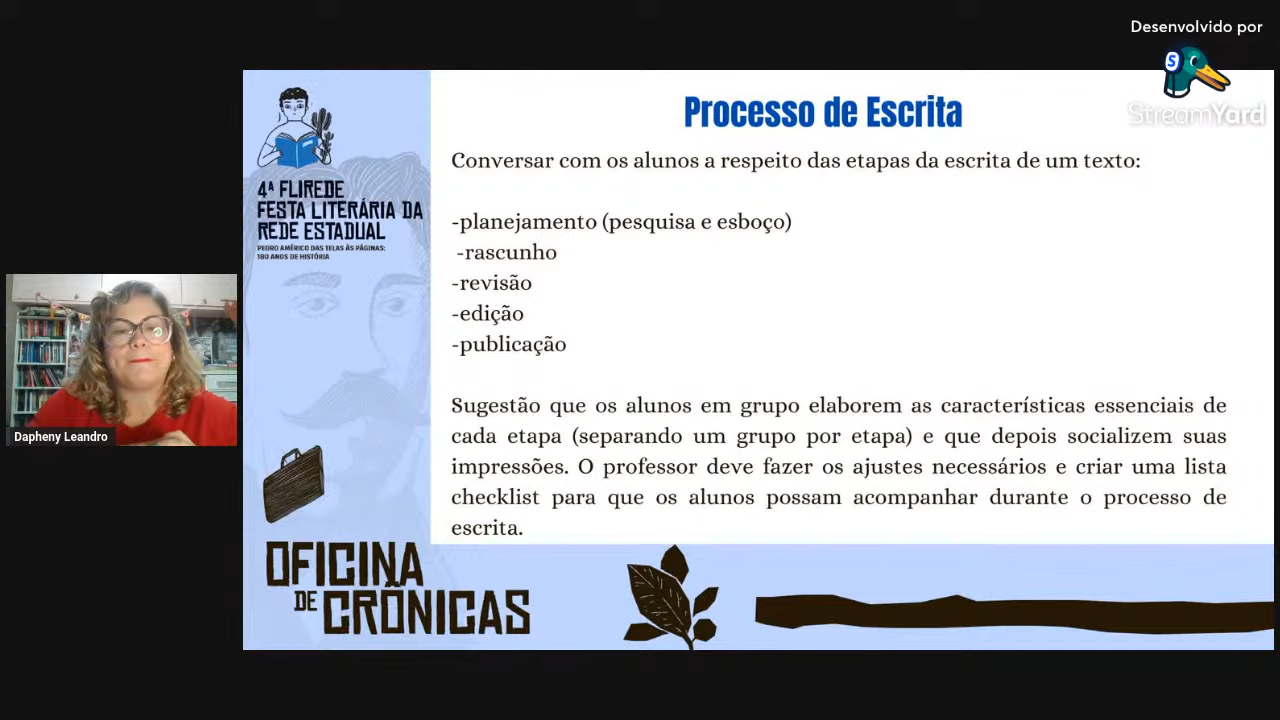 Desenvolvido por
StreamYard
Processo de Escrita
Conversar com os alunos a respeito das etapas da escrita de um texto:
-planejamento (pesquisa e esboço)
-rascunho
-revisão
-edição
-publicação
Sugestão que os alunos em grupo elaborem as características essenciais de
cada etapa (separando um grupo por etapa) e que depois socializem suas
impressões. O professor deve fazer os ajustes necessários e criar uma lista
checklist para que os alunos possam acompanhar durante o processo de
escrita.
4ª FLIREDE
FESTA LITERÁRIA DA
REDE ESTADUAL
PEDRO AMÉRICO DAS TELAS ÀS PÁGINAS:
180 ANOS DE HISTÓRIA
Dapheny Leandro
OFICINA
DE CRÔNICAS